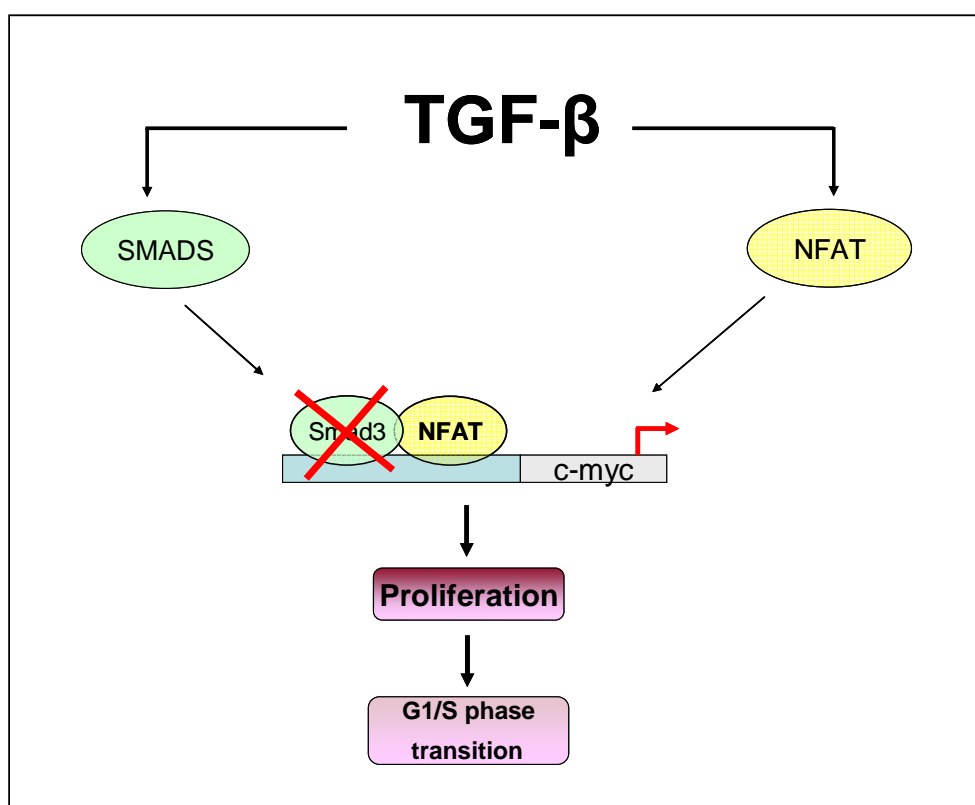 TGF-β
SMADS
NFAT
Smad3
NFAT
c-myc
Proliferation
G1/S phase
transition